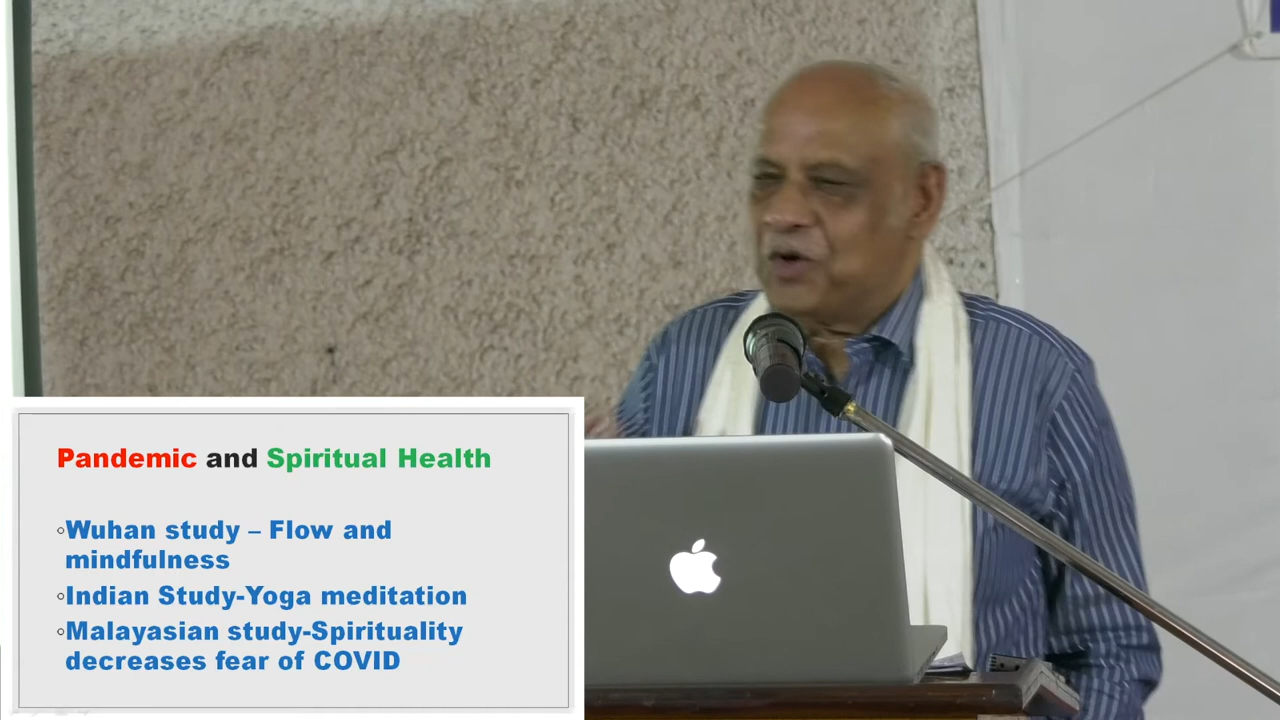 Pandemic and Spiritual Health
◦Wuhan study – Flow and
mindfulness
◦Indian Study-Yoga meditation
◦Malayasian study-Spirituality
decreases fear of COVID